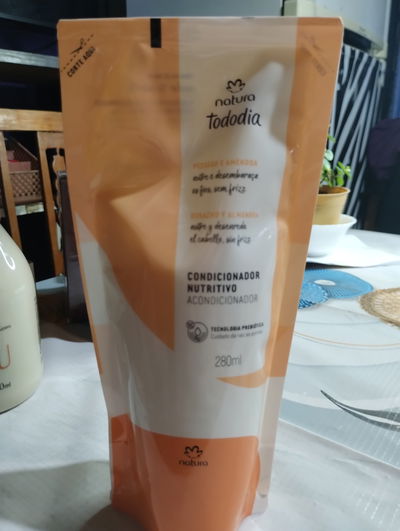 CORTE AQUI
natura
Tododia
PÊSSEGO E AMÊNDOA
nutre e desembaraça
os fios, sem frizz
DURAZNO Y ALMENDRA
nutre y desenreda
el cabello, sin frizz
CONDICIONADOR
NUTRITIVO
ACONDICIONADOR
TECNOLOGIA PREBIÓTICA
280ml
natura
U
0ml